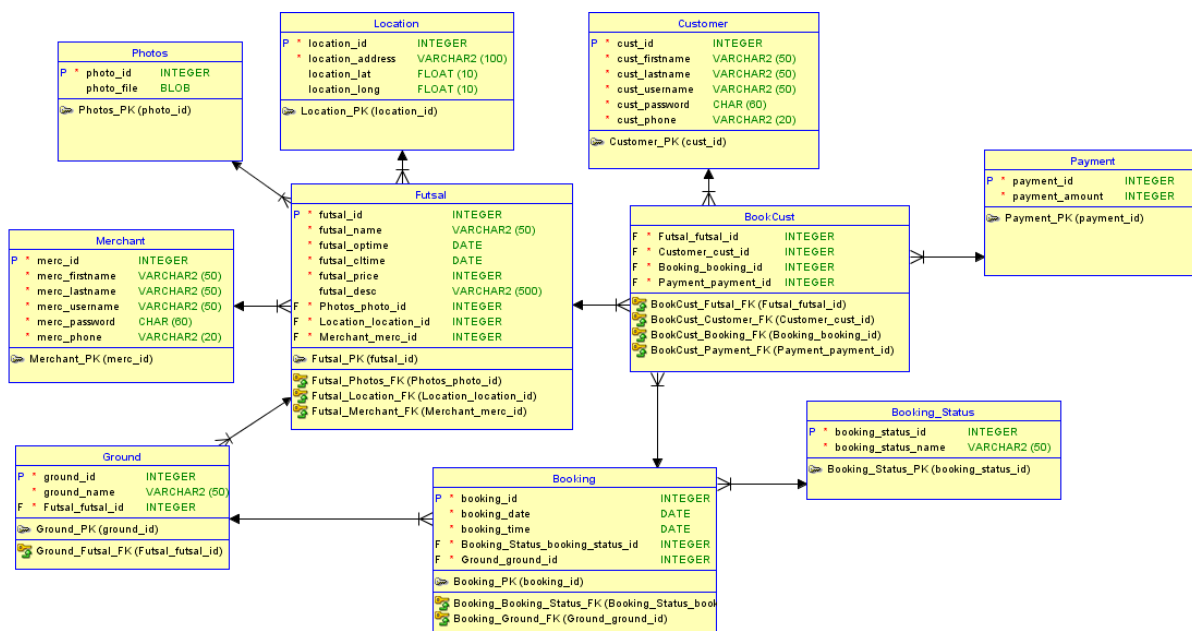 Location
P * location_id INTEGER
* location_address VARCHAR2 (100)
location_lat FLOAT (10)
location_long FLOAT (10)
Location_PK (location_id)
Customer
P * cust_id INTEGER
* cust_firstname VARCHAR2 (50)
* cust_lastname VARCHAR2 (50)
* cust_username VARCHAR2 (50)
* cust_password CHAR (60)
* cust_phone VARCHAR2 (20)
Customer_PK (cust_id)
Photos
P * photo_id INTEGER
photo_file BLOB
Photos_PK (photo_id)
Payment
P * payment_id INTEGER
* payment_amount INTEGER
Payment_PK (payment_id)
Futsal
P * futsal_id INTEGER
* futsal_name VARCHAR2 (50)
* futsal_optime DATE
* futsal_cltime DATE
* futsal_price INTEGER
futsal_desc VARCHAR2 (500)
F * Photos_photo_id INTEGER
F * Location_location_id INTEGER
F * Merchant_merc_id INTEGER
Futsal_PK (futsal_id)
Futsal_Photos_FK (Photos_photo_id)
Futsal_Location_FK (Location_location_id)
Futsal_Merchant_FK (Merchant_merc_id)
BookCust
F * Futsal_futsal_id INTEGER
F * Customer_cust_id INTEGER
F * Booking_booking_id INTEGER
F * Payment_payment_id INTEGER
BookCust_Futsal_FK (Futsal_futsal_id)
BookCust_Customer_FK (Customer_cust_id)
BookCust_Booking_FK (Booking_booking_id)
BookCust_Payment_FK (Payment_payment_id)
Merchant
P * merc_id INTEGER
* merc_firstname VARCHAR2 (50)
* merc_lastname VARCHAR2 (50)
* merc_username VARCHAR2 (50)
* merc_password CHAR (60)
* merc_phone VARCHAR2 (20)
Merchant_PK (merc_id)
Booking_Status
P * booking_status_id INTEGER
* booking_status_name VARCHAR2 (50)
Booking_Status_PK (booking_status_id)
Ground
P * ground_id INTEGER
* ground_name VARCHAR2 (50)
F * Futsal_futsal_id INTEGER
Ground_PK (ground_id)
Ground_Futsal_FK (Futsal_futsal_id)
Booking
P * booking_id INTEGER
* booking_date DATE
* booking_time DATE
F * Booking_Status_booking_status_id INTEGER
F * Ground_ground_id INTEGER
Booking_PK (booking_id)
Booking_Booking_Status_FK (Booking_Status_book
Booking_Ground_FK (Ground_ground_id)